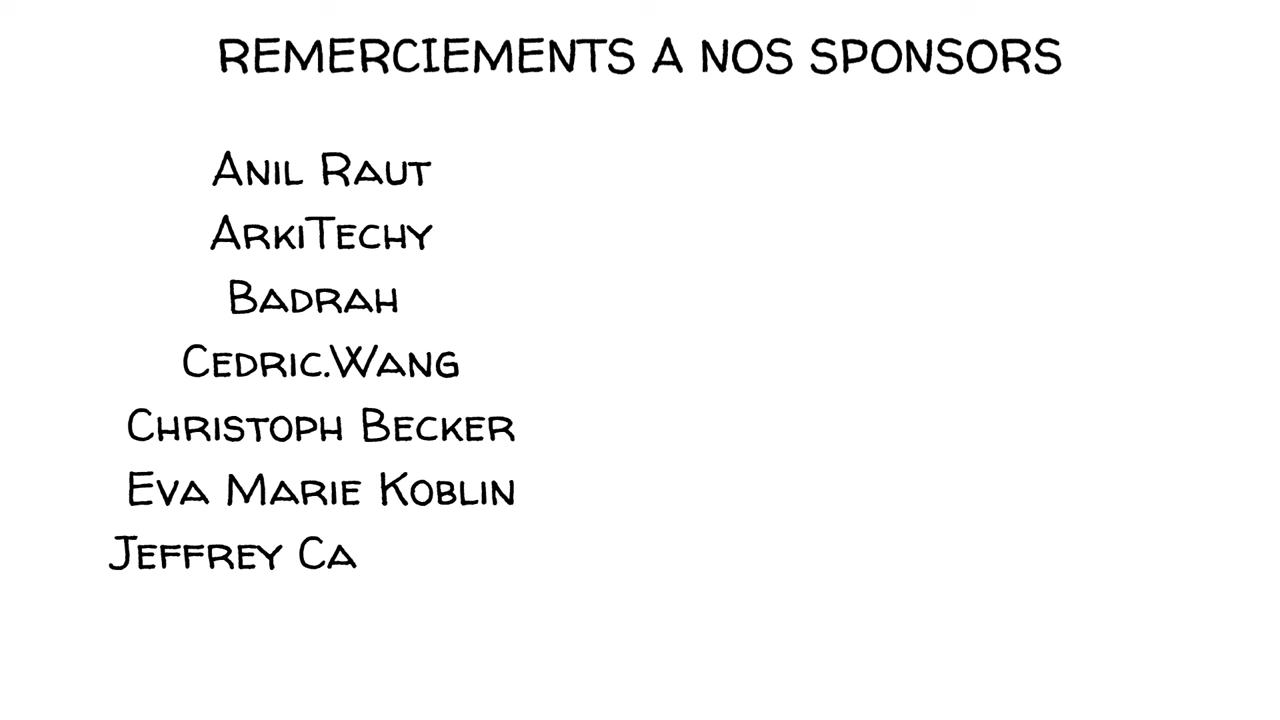 REMERCIEMENTS A NOS SPONSORS
Anil Raut
ArkiTechy
Badrah
Cedric.Wang
Christoph Becker
Eva Marie Koblin
Jeffrey Ca